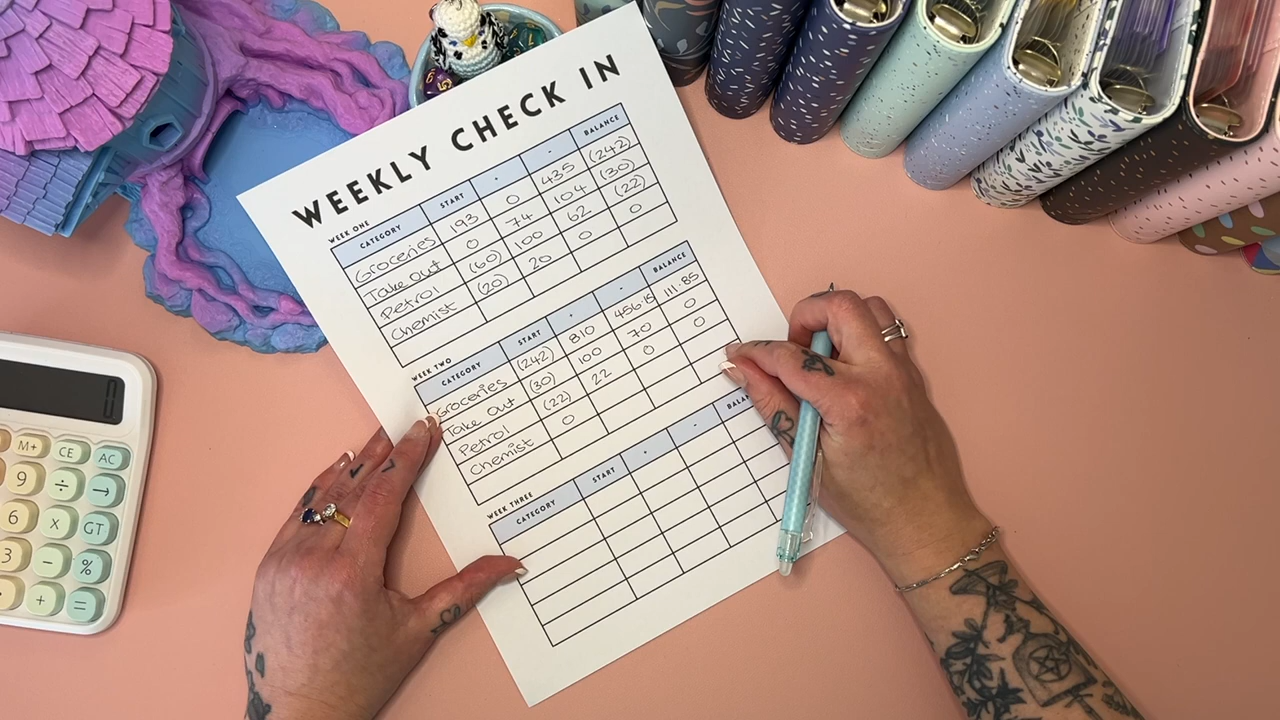 WEEKLY CHECK IN
WEEK ONE
CATEGORY START + - BALANCE
Groceries 193 0 435 (242)
Take Out 0 74 104 (30)
Petrol (60) 100 62 (22)
Chemist (20) 20 0 0
WEEK TWO
CATEGORY START + - BALANCE
Groceries (242) 810 456.15 111.85
Take Out (30) 100 70 0
Petrol (22) 22 0 0
Chemist 0
WEEK THREE
CATEGORY START + -
M+ CE AC
9 ÷ →
6 × GT
3 − %
+ =